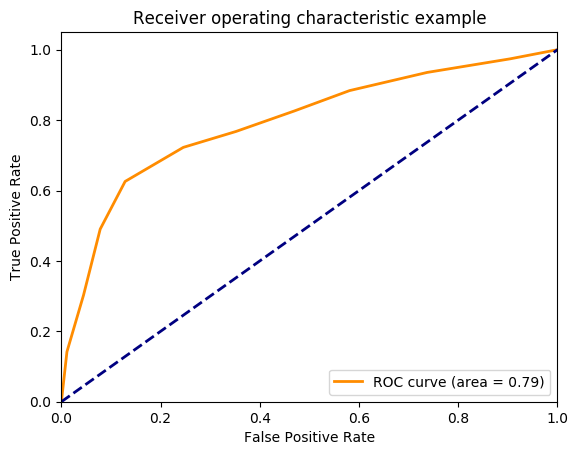 Receiver operating characteristic example
True Positive Rate
1.0
0.8
0.6
0.4
0.2
0.0
ROC curve (area = 0.79)
0.0 0.2 0.4 0.6 0.8 1.0
False Positive Rate